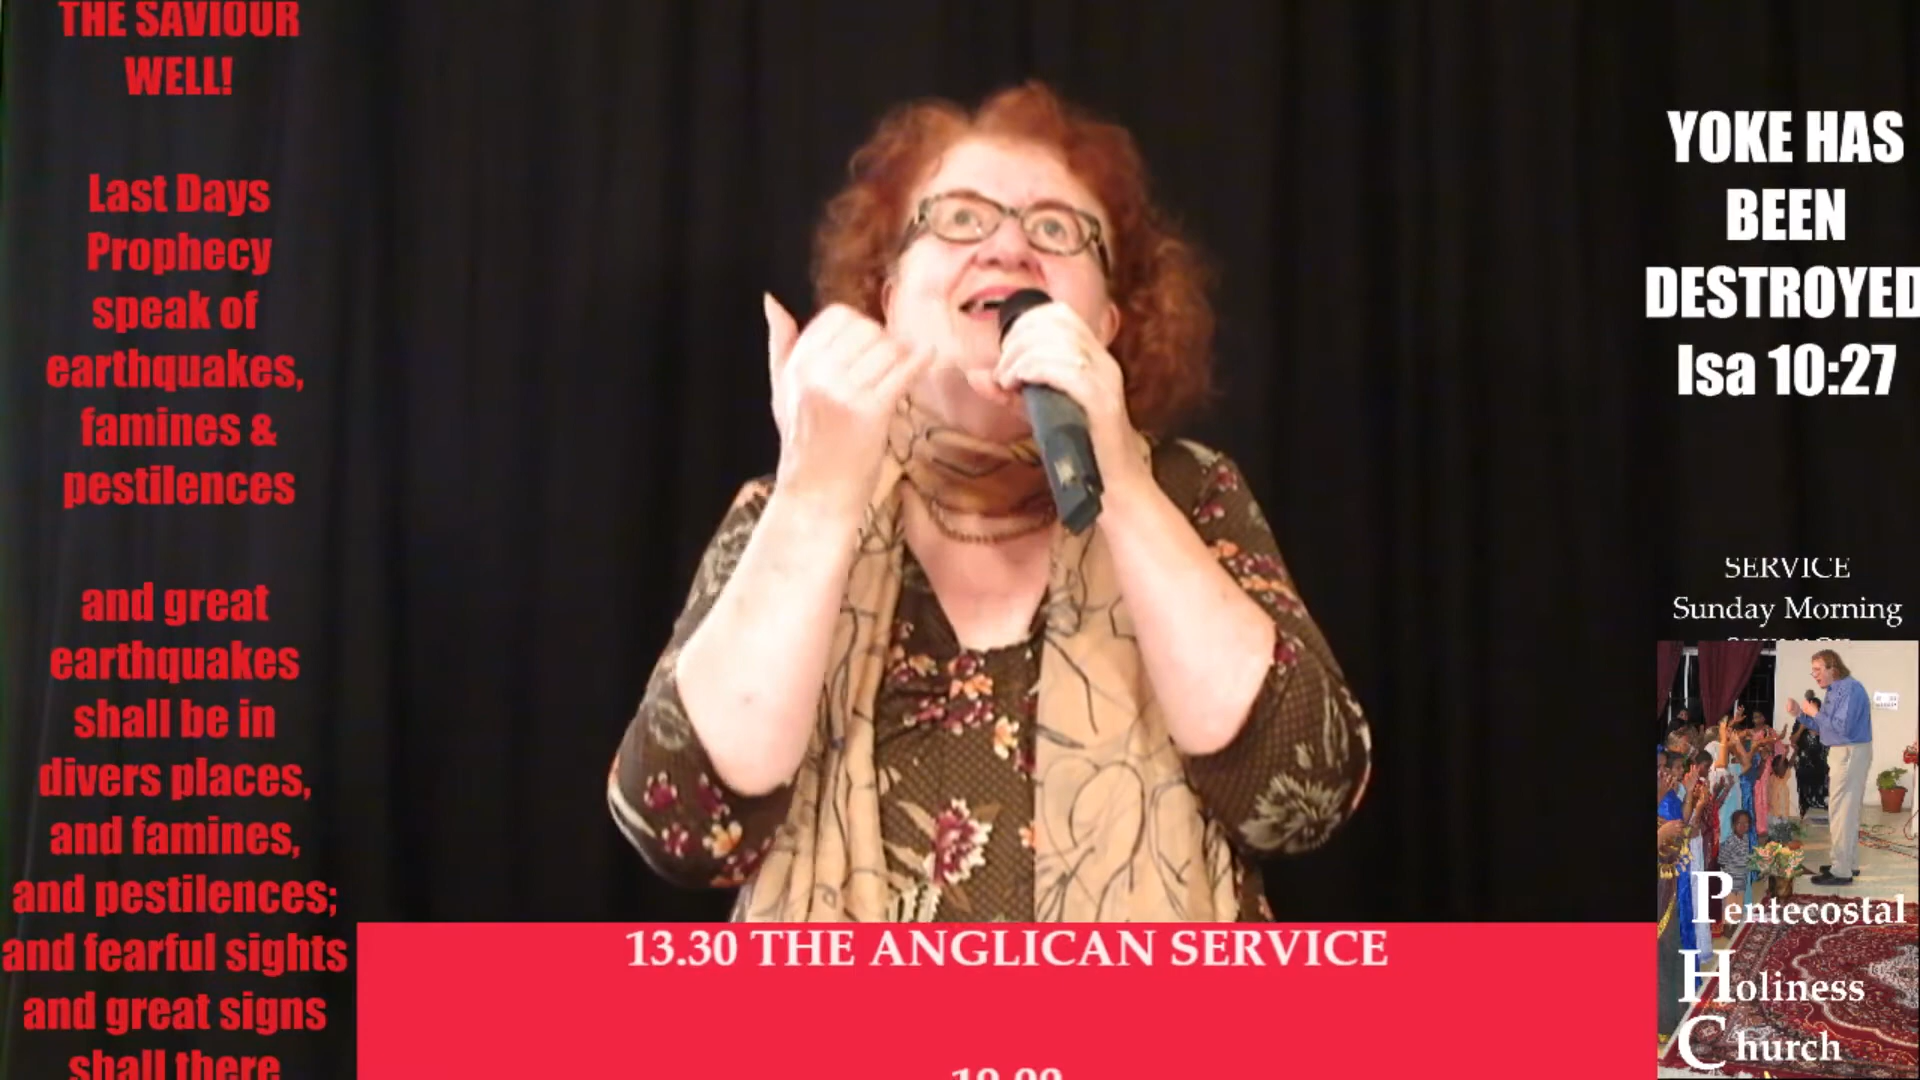 THE SAVIOUR
WELL!
Last Days
Prophecy
speak of
earthquakes,
famines &
pestilences
and great
earthquakes
shall be in
divers places,
and famines,
and pestilences;
and fearful sights
and great signs
shall there
13.30 THE ANGLICAN SERVICE
YOKE HAS
BEEN
DESTROYED
Isa 10:27
SERVICE
Sunday Morning
Pentecostal
Holiness
Church